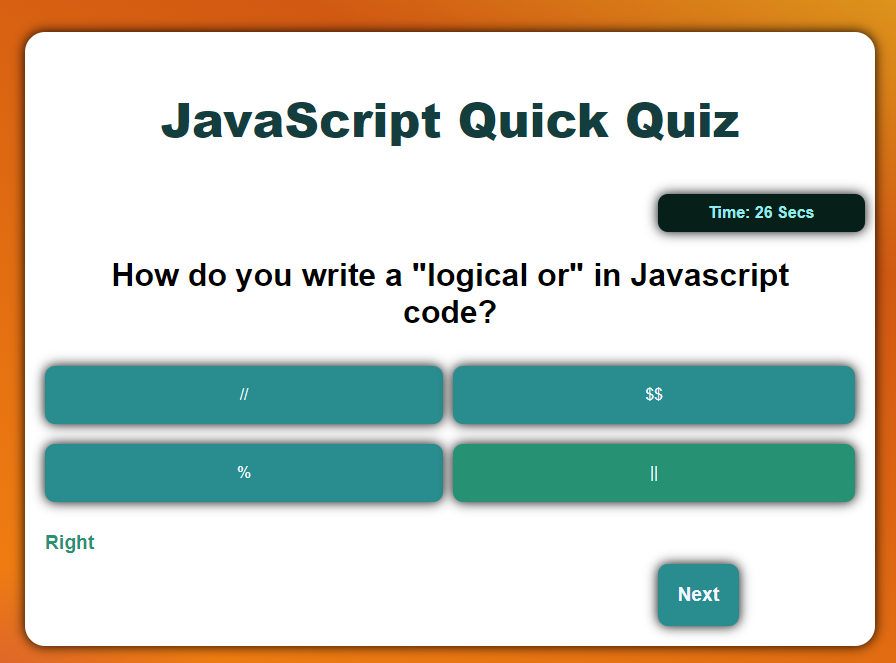 JavaScript Quick Quiz
Time: 26 Secs
How do you write a "logical or" in Javascript
code?
//
$$
%
||
Right
Next